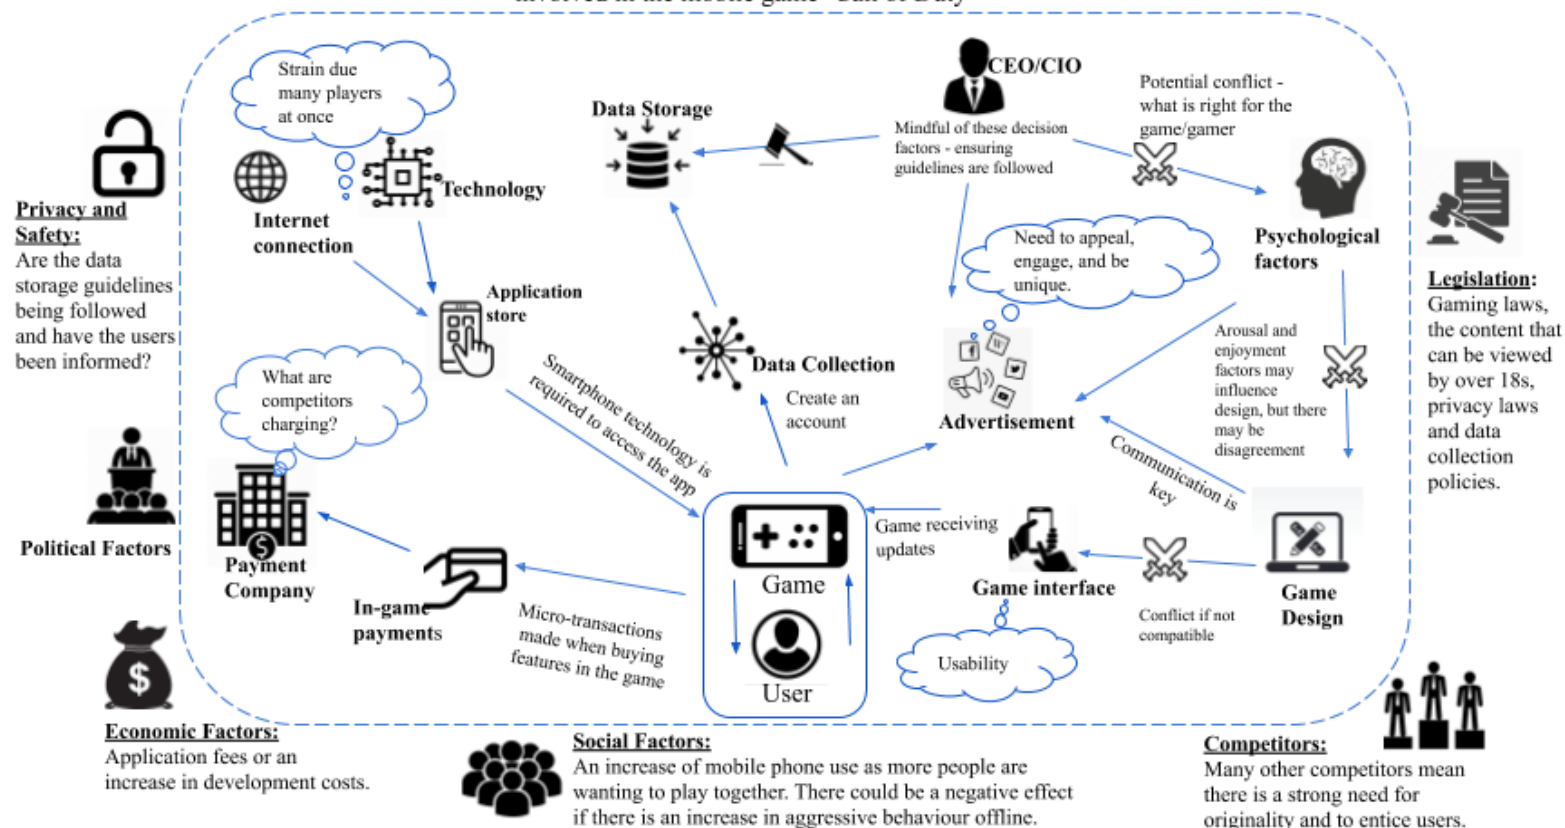 involved in the mobile game "Call of Duty"
Strain due
many players
at once
Technology
Internet
connection
Data Storage
CEO/CIO
Mindful of these decision
factors - ensuring
guidelines are followed
Potential conflict -
what is right for the
game/gamer
Psychological
factors
Need to appeal,
engage, and be
unique.
Privacy and
Safety:
Are the data
storage guidelines
being followed
and have the users
been informed?
Legislation:
Gaming laws,
the content that
can be viewed
by over 18s,
privacy laws
and data
collection
policies.
Application
store
Smartphone technology is
required to access the app
Data Collection
Create an
account
Advertisement
Arousal and
enjoyment
factors may
influence
design, but there
may be
disagreement
Communication is
key
What are
competitors
charging?
Payment
Company
Political Factors
In-game
payments
Micro-transactions
made when buying
features in the game
Game
User
Game receiving
updates
Game interface
Usability
Conflict if not
compatible
Game
Design
Economic Factors:
Application fees or an
increase in development costs.
Social Factors:
An increase of mobile phone use as more people are
wanting to play together. There could be a negative effect
if there is an increase in aggressive behaviour offline.
Competitors:
Many other competitors mean
there is a strong need for
originality and to entice users.